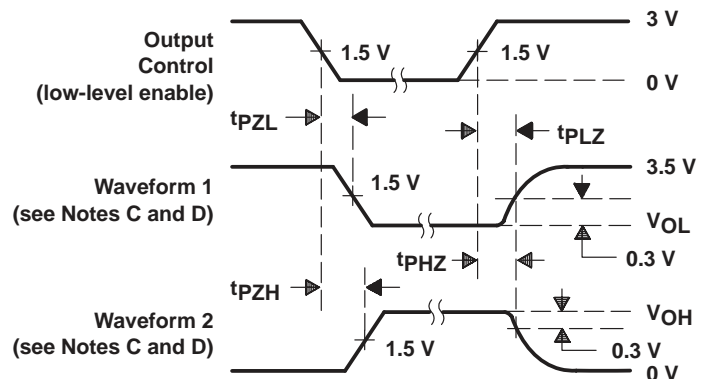 Output
Control
(low-level enable)
1.5 V
1.5 V
3 V
0 V
tPZL
tPLZ
Waveform 1
(see Notes C and D)
1.5 V
3.5 V
VOL
0.3 V
tPHZ
tPZH
Waveform 2
(see Notes C and D)
1.5 V
VOH
0.3 V
0 V